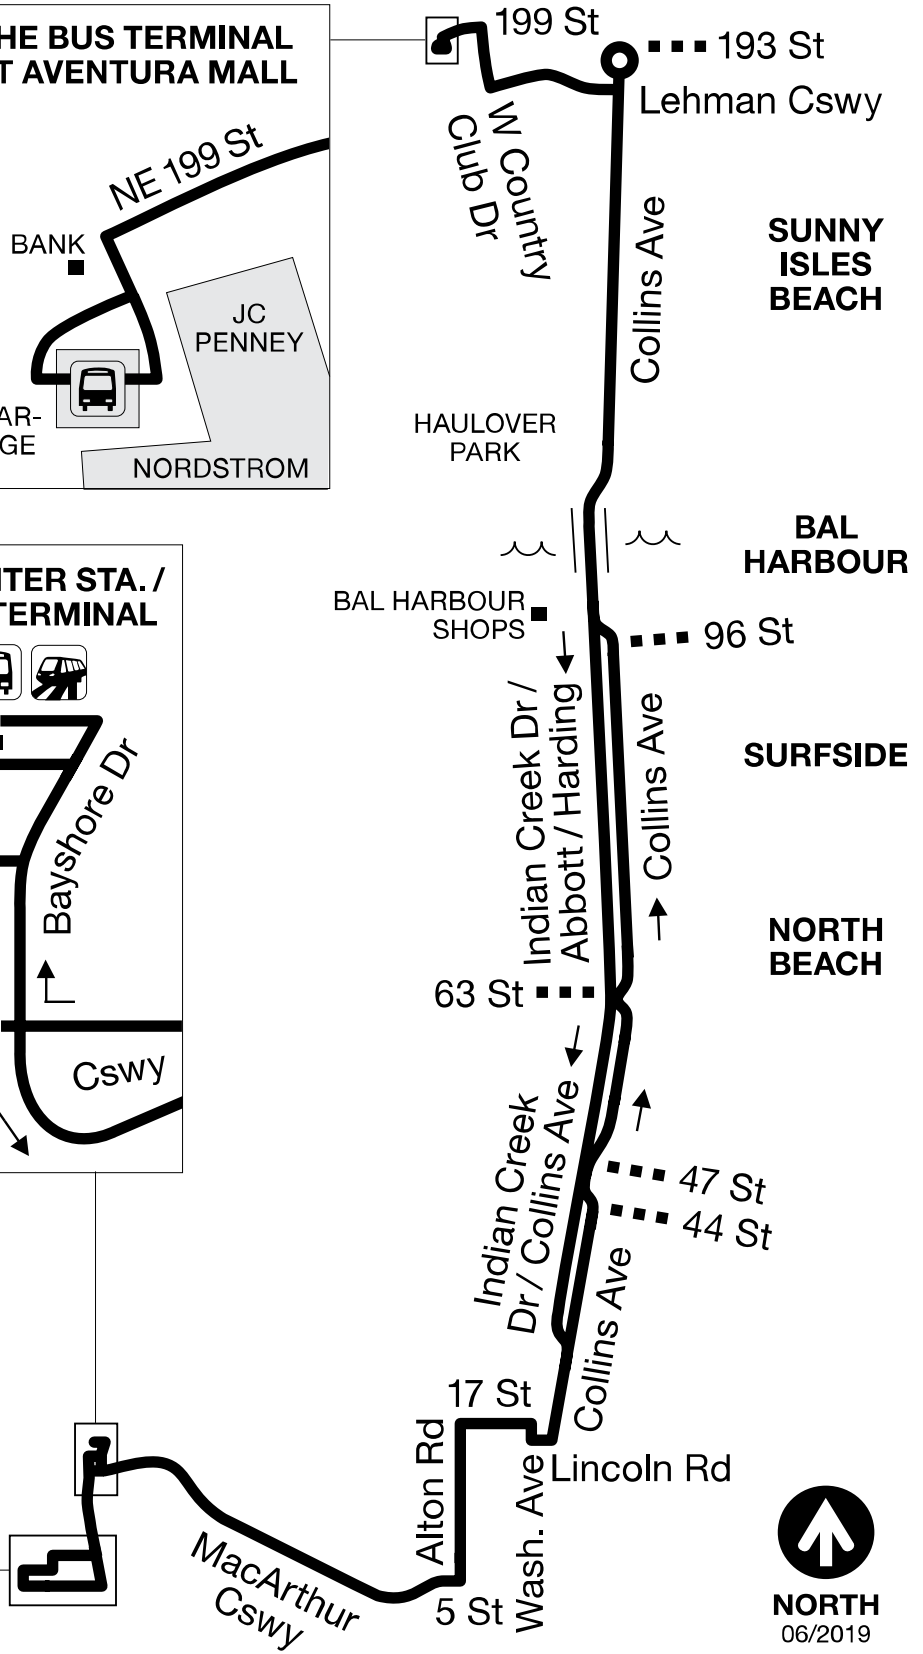 HE BUS TERMINAL
T AVENTURA MALL
NE 199 St
BANK
JC
PENNEY
AR-
GE
NORDSTROM
199 St
193 St
Lehman Cswy
W Country
Club Dr
Collins Ave
SUNNY
ISLES
BEACH
HAULOVER
PARK
BAL
HARBOUR
BAL HARBOUR
SHOPS
96 St
Indian Creek Dr /
Abbott / Harding
Collins Ave
SURFSIDE
NORTH
BEACH
63 St
NTER STA. /
TERMINAL
Bayshore Dr
Cswy
Indian Creek
Dr / Collins Ave
47 St
44 St
Collins Ave
17 St
Alton Rd
Wash. Ave
Lincoln Rd
MacArthur
Cswy
5 St
NORTH
06/2019